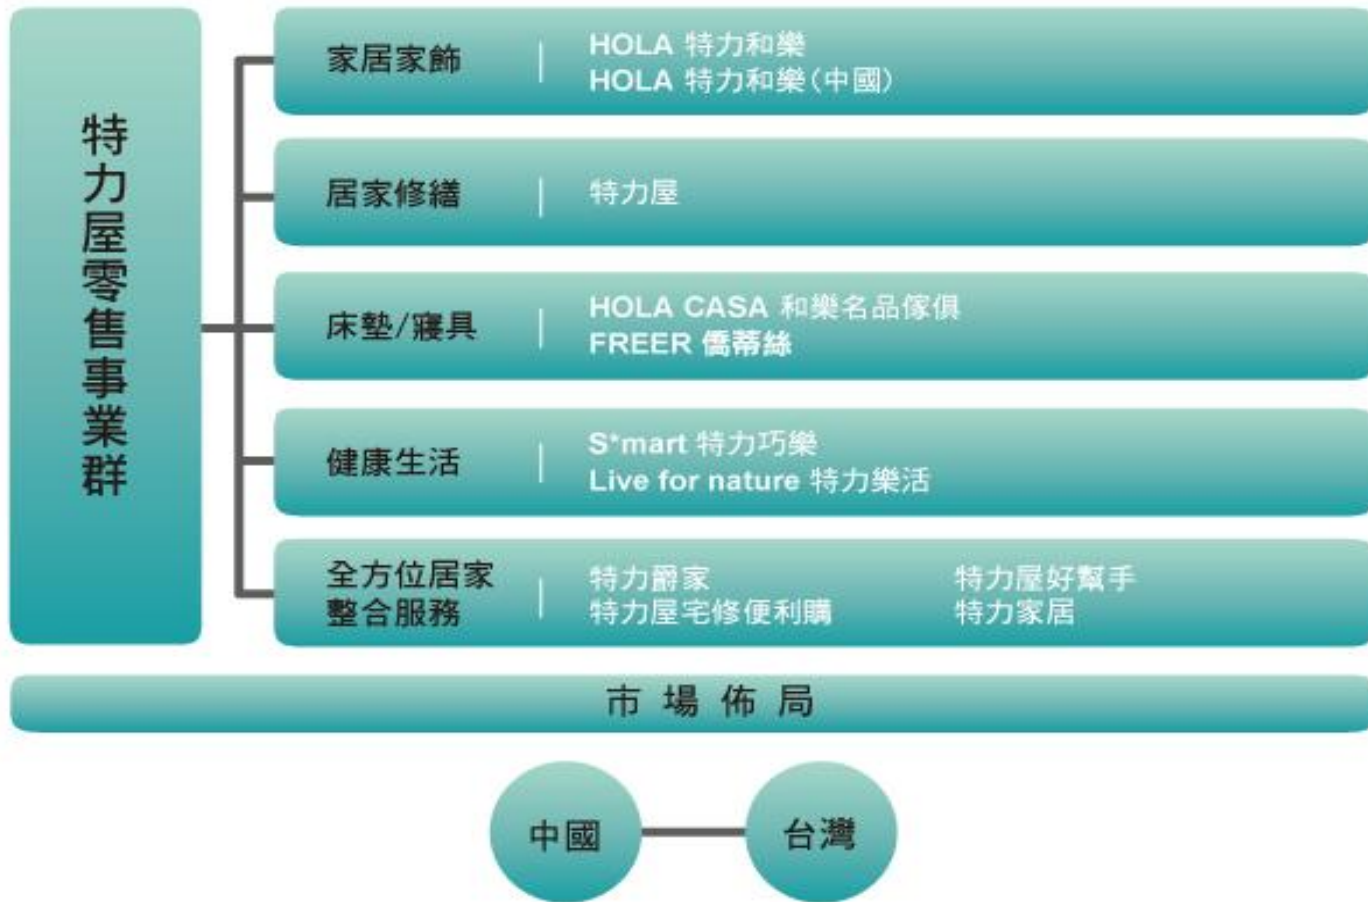 特力屋零售事業群
家居家飾
HOLA 特力和樂
HOLA 特力和樂(中國)
居家修繕
特力屋
床墊/寢具
HOLA CASA 和樂名品傢俱
FREER 僑蒂絲
健康生活
S*mart 特力巧樂
Live for nature 特力樂活
全方位居家
整合服務
特力爵家
特力屋好幫手
特力屋宅修便利購
特力家居
市場佈局
中國
台灣